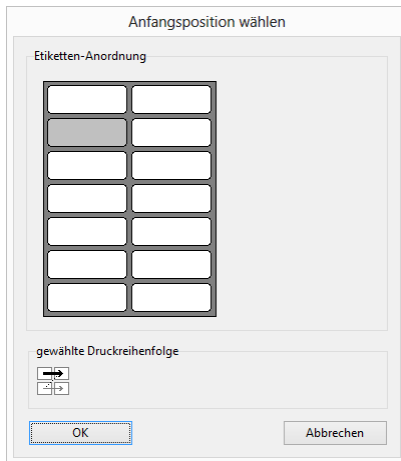 Anfangsposition wählen
Etiketten-Anordnung
gewählte Druckreihenfolge
OK
Abbrechen